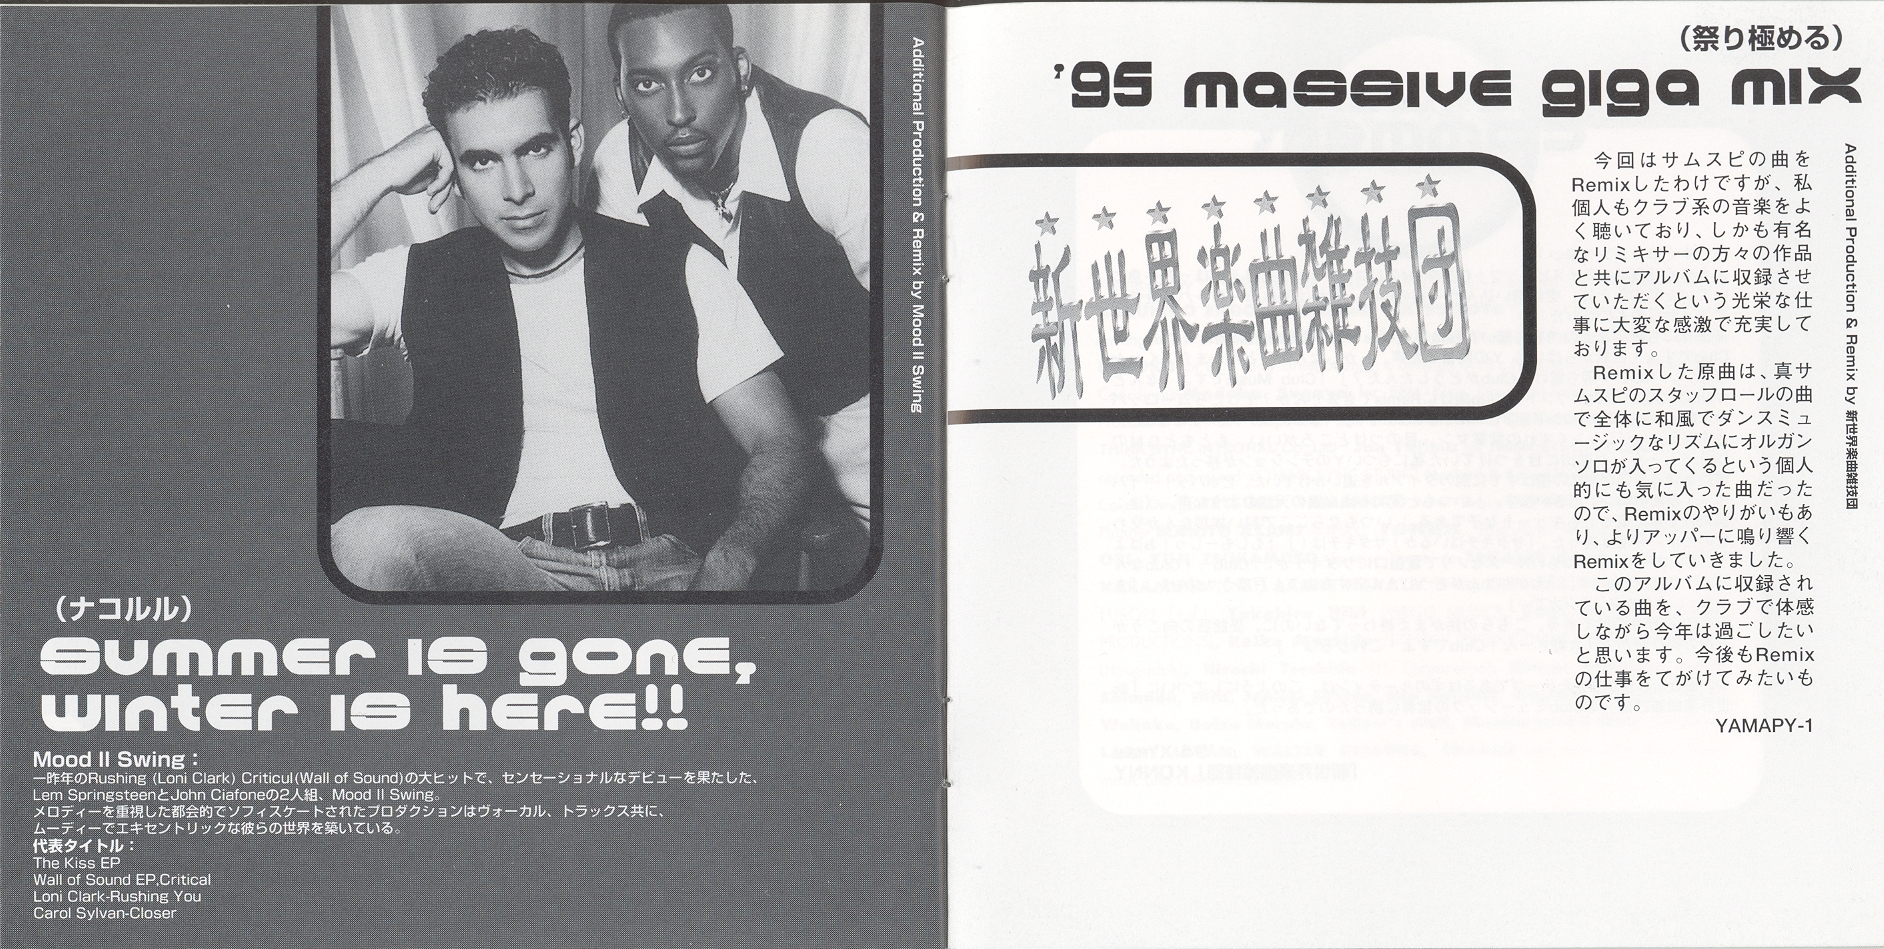 Additional Production & Remix by Mood II Swing
（ナコルル）
summer is gone,
winter is here!!
Mood II Swing：
一昨年のRushing (Loni Clark) Criticul(Wall of Sound)の大ヒットで、センセーショナルなデビューを果たした、
Lem SpringsteenとJohn Ciafoneの2人組、Mood II Swing。
メロディーを重視した都会的でソフィスケートされたプロダクションはヴォーカル、トラックス共に、
ムーディーでエキセントリックな彼らの世界を築いている。
代表タイトル：
The Kiss EP
Wall of Sound EP,Critical
Loni Clark-Rushing You
Carol Sylvan-Closer
（祭り極める）
'95 massive giga mix
Additional Production & Remix by 新世界楽曲雑技団
新世界楽曲雑技団
今回はサムスピの曲を
Remixしたわけですが、私
個人もクラブ系の音楽をよ
く聴いており、しかも有名
なリミキサーの方々の作品
と共にアルバムに収録させ
ていただくという光栄な仕
事に大変な感激で充実して
おります。
Remixした原曲は、真サ
ムスピのスタッフロールの曲
で全体に和風でダンスミュ
ージックなリズムにオルガン
ソロが入ってくるという個人
的にも気に入った曲だった
ので、Remixのやりがいもあ
り、よりアッパーに鳴り響く
Remixをしていきました。
このアルバムに収録され
ている曲を、クラブで体感
しながら今年は過ごしたい
と思います。今後もRemix
の仕事をてがけてみたいも
のです。
YAMAPY-1